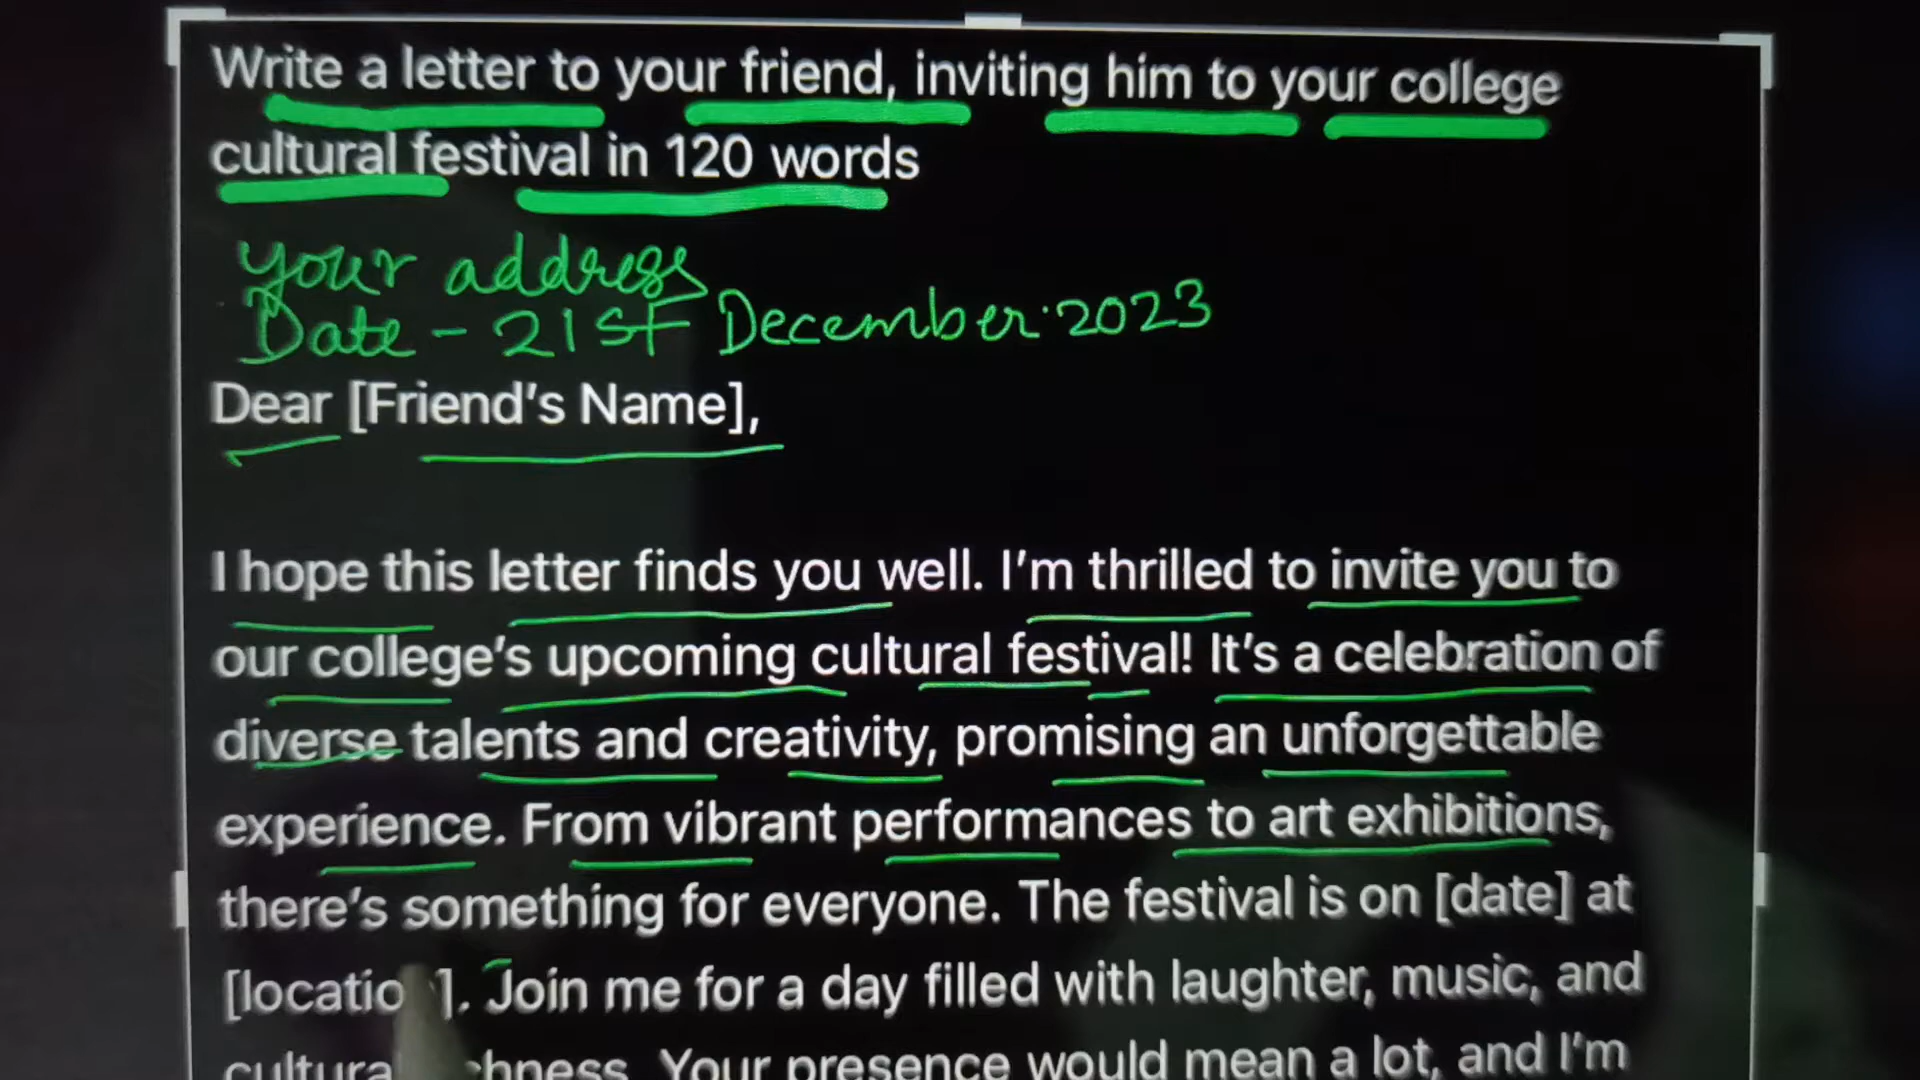 Write a letter to your friend, inviting him to your college
cultural festival in 120 words
your address
Date - 21st December 2023
Dear [Friend's Name],
I hope this letter finds you well. I'm thrilled to invite you to
our college's upcoming cultural festival! It's a celebration of
diverse talents and creativity, promising an unforgettable
experience. From vibrant performances to art exhibitions,
there's something for everyone. The festival is on [date] at
Join me for a day filled with laughter, music, and
Your presence would mean a lot, and I'm